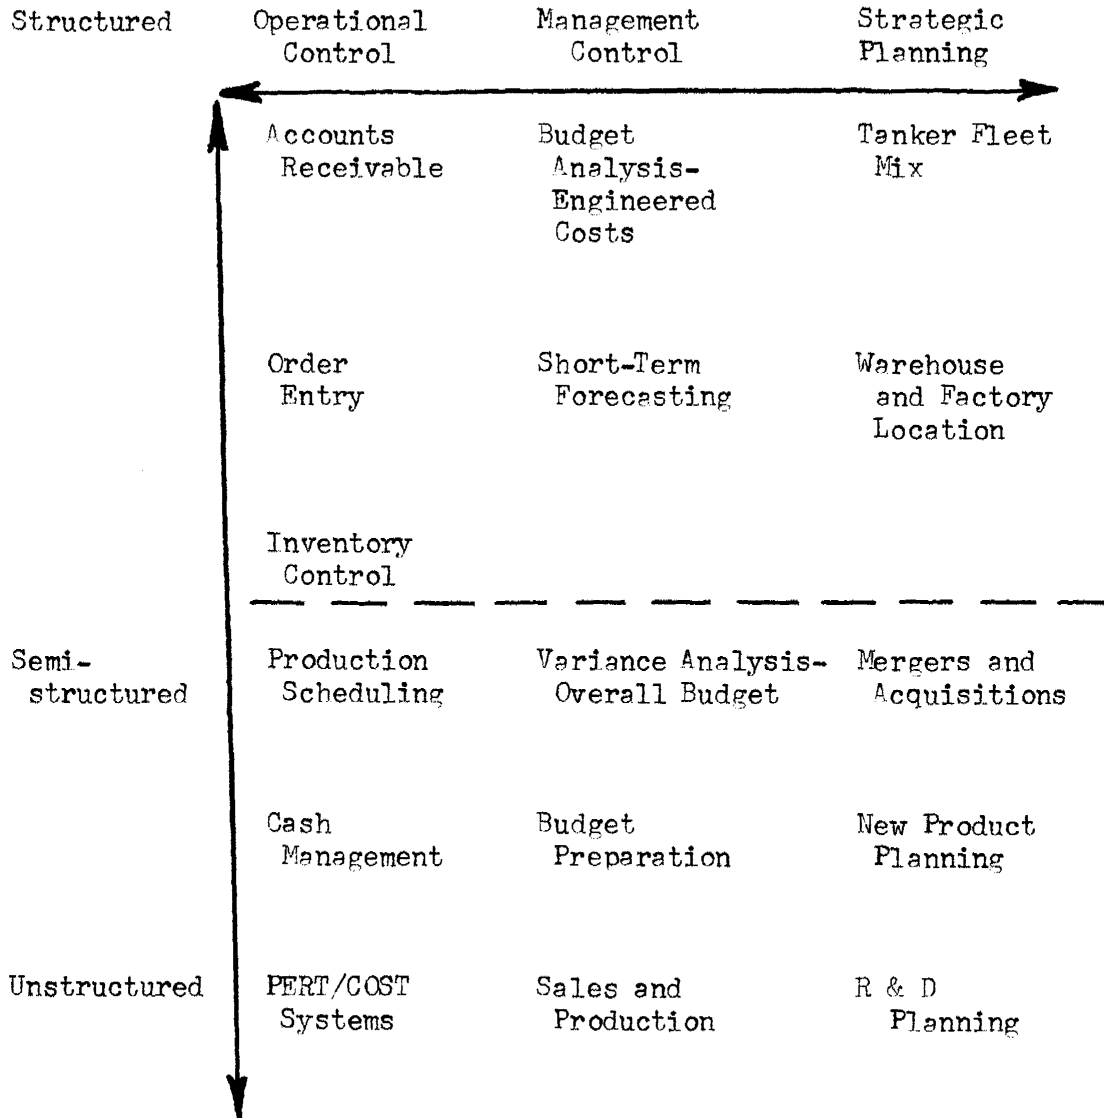 Structured Operational Management Strategic
Control Control Planning
Accounts Budget Tanker Fleet
Receivable Analysis- Mix
Engineered
Costs
Order Short-Term Warehouse
Entry Forecasting and Factory
Location
Inventory
Control
Semi- Production Variance Analysis- Mergers and
structured Scheduling Overall Budget Acquisitions
Cash Budget New Product
Management Preparation Planning
Unstructured PERT/COST Sales and R & D
Systems Production Planning